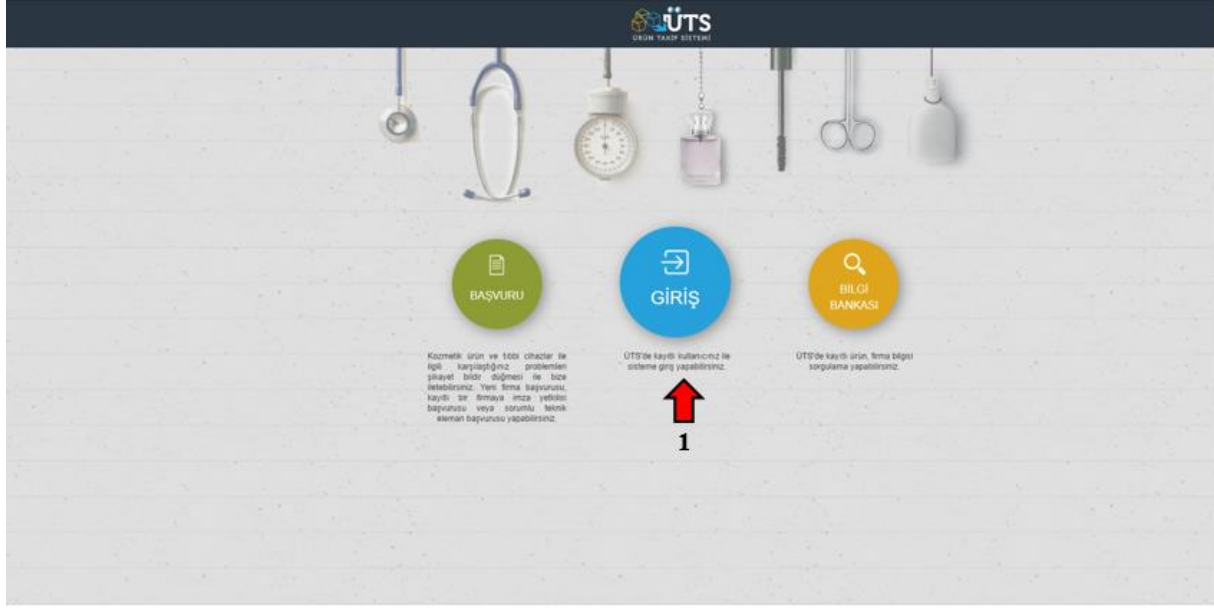 ÜTS
ÜRÜN TAKİP SİSTEMİ
BAŞVURU
GİRİŞ
BİLGİ
BANKASI
Kozmetik ürün ve tıbbi cihazlar ile
ilgili karşılaştığınız problemleri
şikayet bildir düğmesi ile bize
iletebilirsiniz. Yeni firma başvurusu,
kayıtlı bir firmaya imza yetkilisi
başvurusu veya sorumlu teknik
eleman başvurusu yapabilirsiniz.
ÜTS'de kayıtlı kullanıcınız ile
sisteme giriş yapabilirsiniz.
ÜTS'de kayıtlı ürün, firma bilgisi
sorgulama yapabilirsiniz.
1